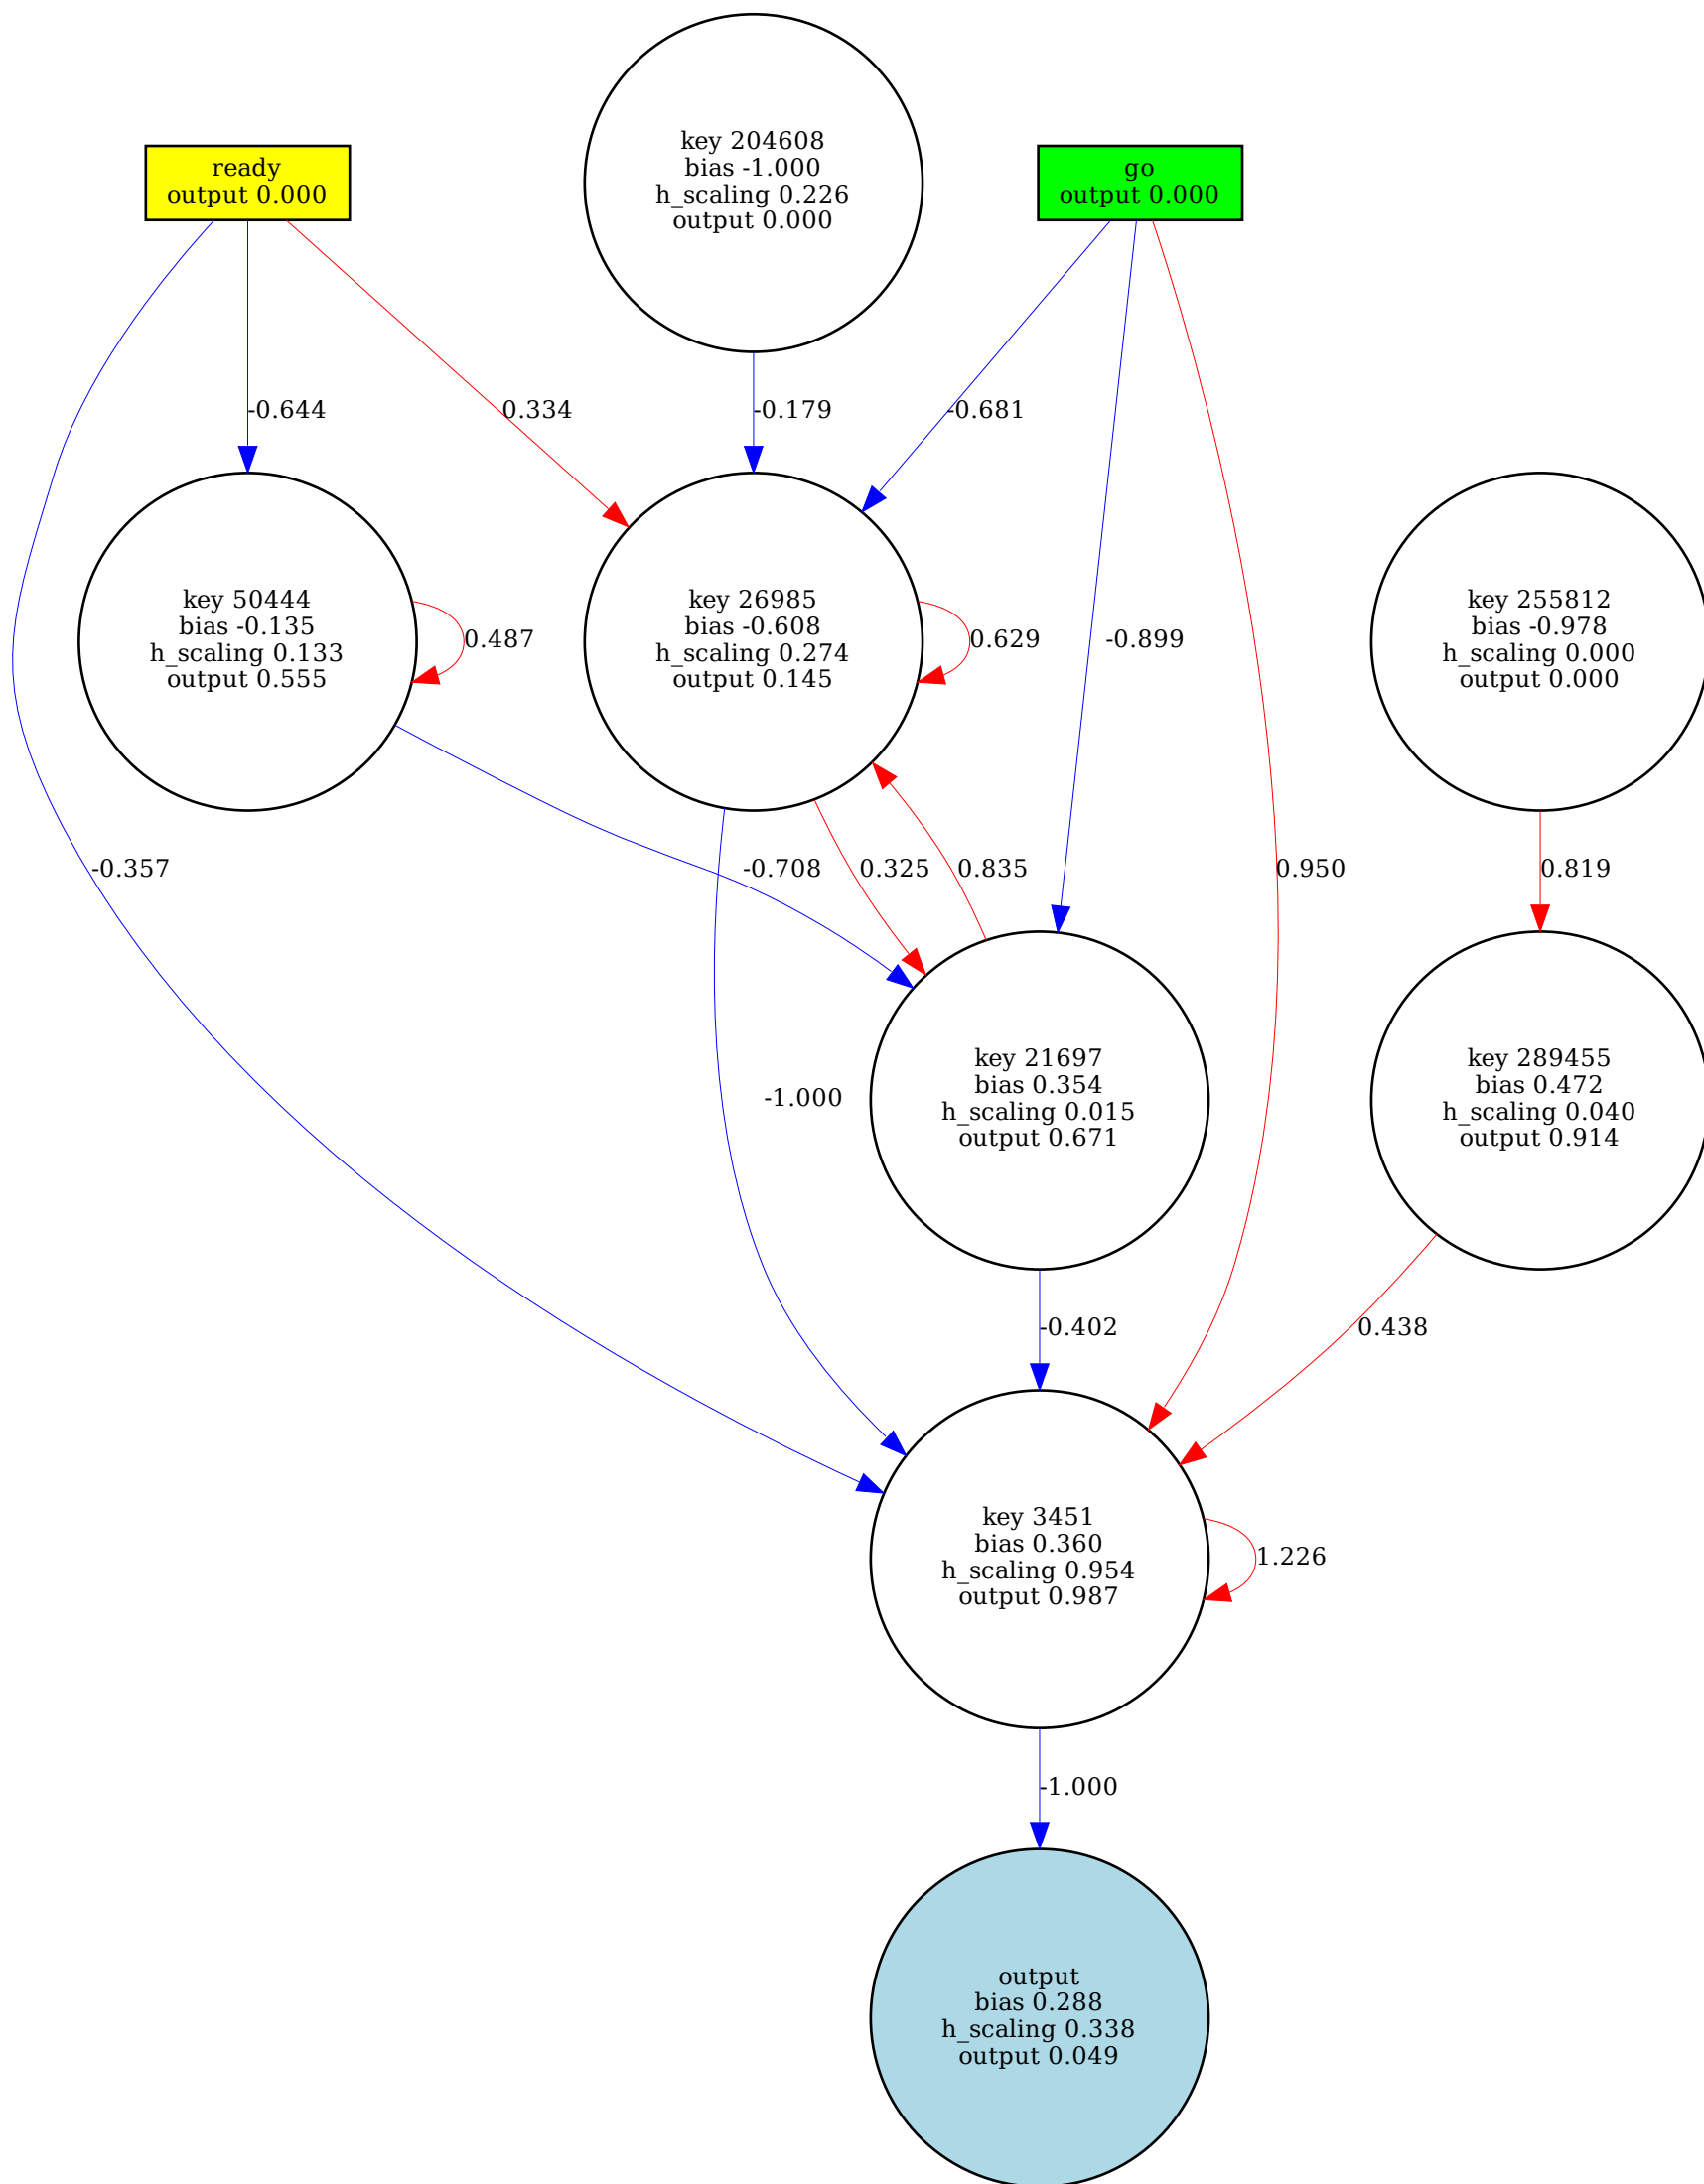 key 204608
bias -1.000
h_scaling 0.226
output 0.000
ready
output 0.000
go
output 0.000
-0.644
0.334
-0.179
-0.681
key 50444
bias -0.135
h_scaling 0.133
output 0.555
0.487
key 26985
bias -0.608
h_scaling 0.274
output 0.145
0.629
-0.899
key 255812
bias -0.978
h_scaling 0.000
output 0.000
-0.357
-0.708
0.325
0.835
0.950
0.819
-1.000
key 21697
bias 0.354
h_scaling 0.015
output 0.671
key 289455
bias 0.472
h_scaling 0.040
output 0.914
-0.402
0.438
key 3451
bias 0.360
h_scaling 0.954
output 0.987
1.226
-1.000
output
bias 0.288
h_scaling 0.338
output 0.049